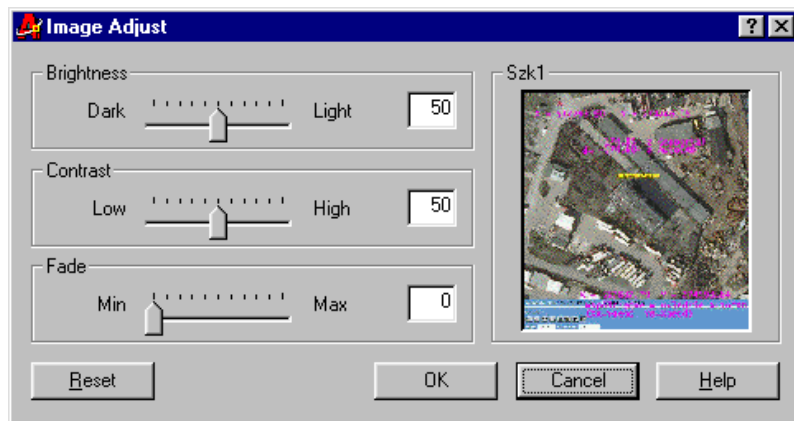 Image Adjust
Brightness
Dark
Light
50
Contrast
Low
High
50
Fade
Min
Max
0
Szk1
Reset
OK
Cancel
Help